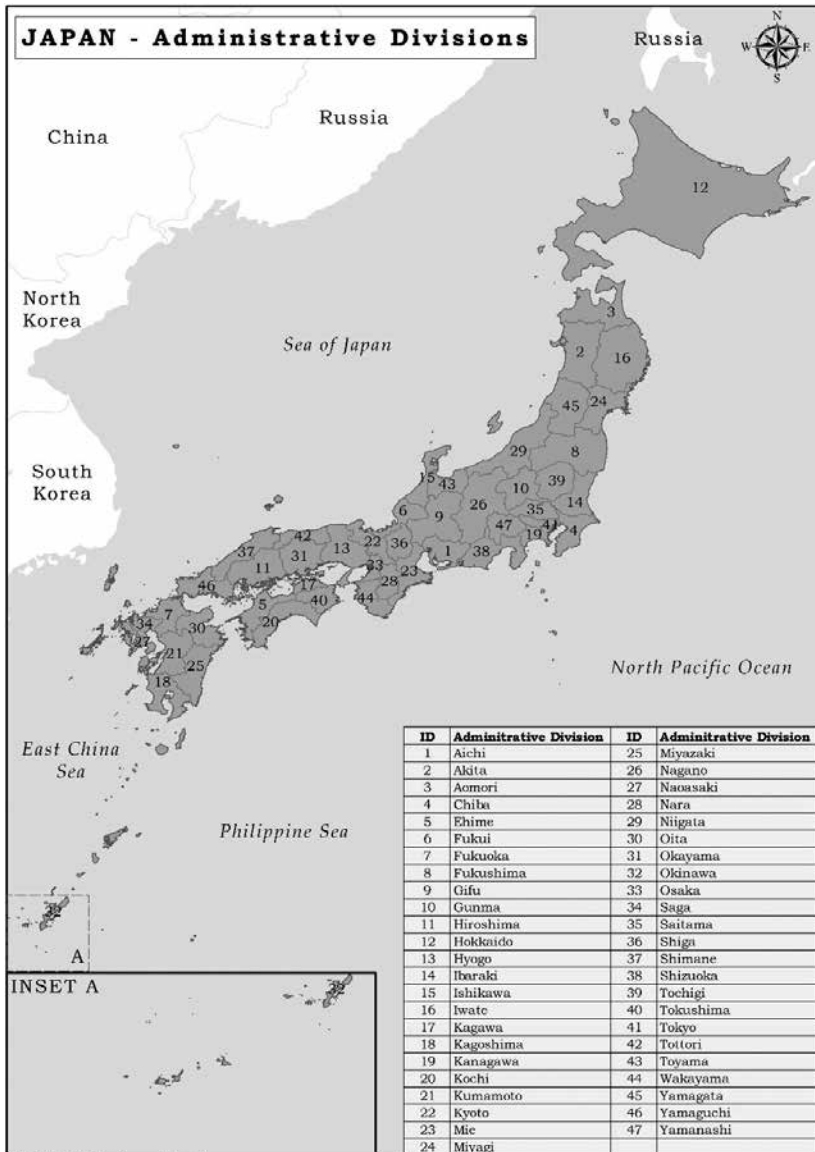 JAPAN - Administrative Divisions
Russia
N
W E
S
Russia
China
12
North
Korea
3
Sea of Japan
2
16
45
24
29
8
South
Korea
15
43
10
39
26
14
6
9
35
47
41
19
4
42
22
36
1
38
37
13
11
31
33
23
28
46
17
44
5
40
7
20
34
30
27
21
25
18
North Pacific Ocean
East China
Sea
Philippine Sea
32
A
INSET A
32
ID Adminitrative Division ID Adminitrative Division
1 Aichi 25 Miyazaki
2 Akita 26 Nagano
3 Aomori 27 Naoasaki
4 Chiba 28 Nara
5 Ehime 29 Niigata
6 Fukui 30 Oita
7 Fukuoka 31 Okayama
8 Fukushima 32 Okinawa
9 Gifu 33 Osaka
10 Gunma 34 Saga
11 Hiroshima 35 Saitama
12 Hokkaido 36 Shiga
13 Hyogo 37 Shimane
14 Ibaraki 38 Shizuoka
15 Ishikawa 39 Tochigi
16 Iwate 40 Tokushima
17 Kagawa 41 Tokyo
18 Kagoshima 42 Tottori
19 Kanagawa 43 Toyama
20 Kochi 44 Wakayama
21 Kumamoto 45 Yamagata
22 Kyoto 46 Yamaguchi
23 Mie 47 Yamanashi
24 Miyagi